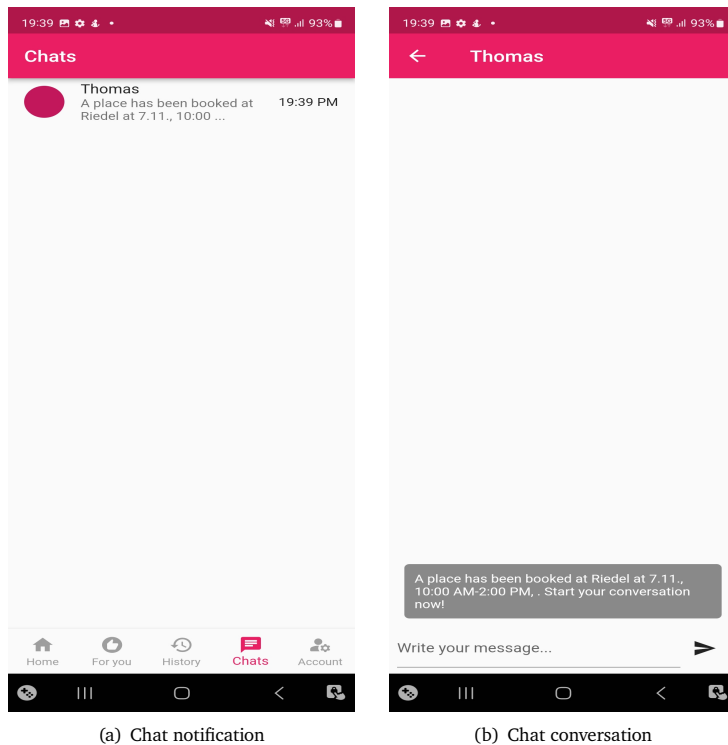 19:39
93%
Chats
Thomas
A place has been booked at
Riedel at 7.11., 10:00 ...
19:39 PM
Home
For you
History
Chats
Account
(a) Chat notification
19:39
93%
Thomas
A place has been booked at Riedel at 7.11.,
10:00 AM-2:00 PM, . Start your conversation
now!
Write your message...
(b) Chat conversation